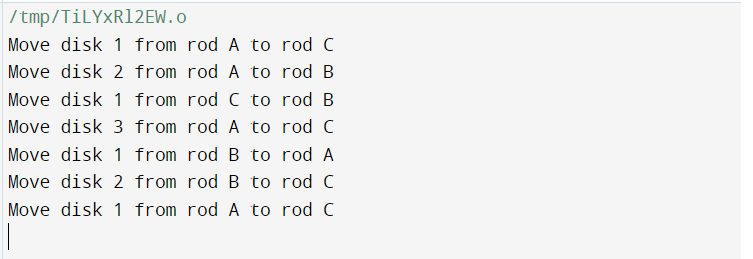 /tmp/TiLYxRl2EW.o
Move disk 1 from rod A to rod C
Move disk 2 from rod A to rod B
Move disk 1 from rod C to rod B
Move disk 3 from rod A to rod C
Move disk 1 from rod B to rod A
Move disk 2 from rod B to rod C
Move disk 1 from rod A to rod C